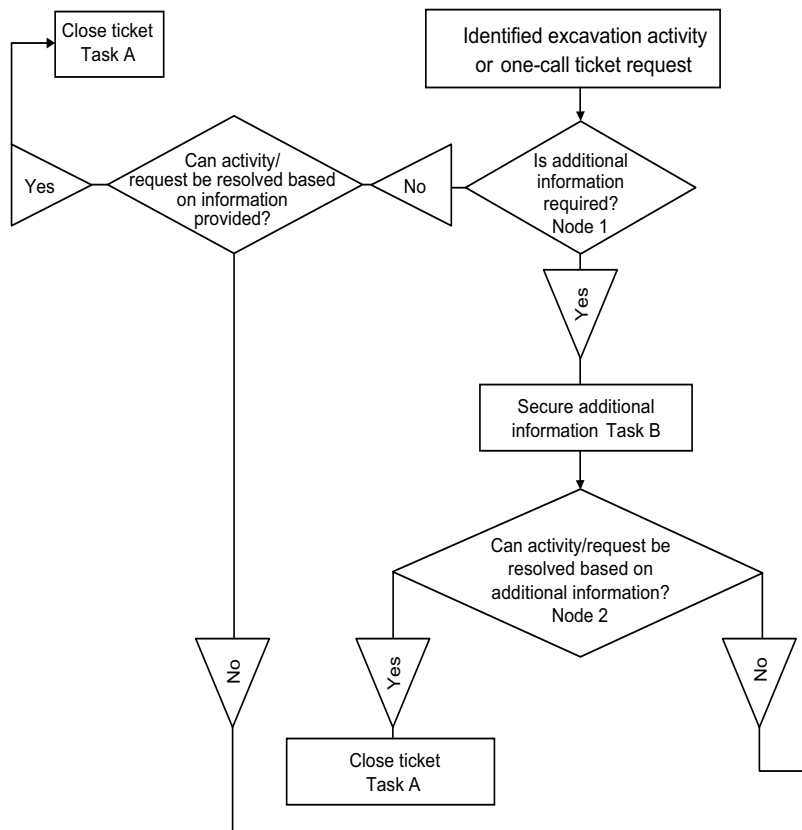 Close ticket
Task A
Identified excavation activity
or one-call ticket request
Yes
Can activity/
request be resolved based
on information
provided?
No
Is additional
information
required?
Node 1
Yes
Secure additional
information Task B
Can activity/request be
resolved based on
additional information?
Node 2
No
Yes
No
Close ticket
Task A